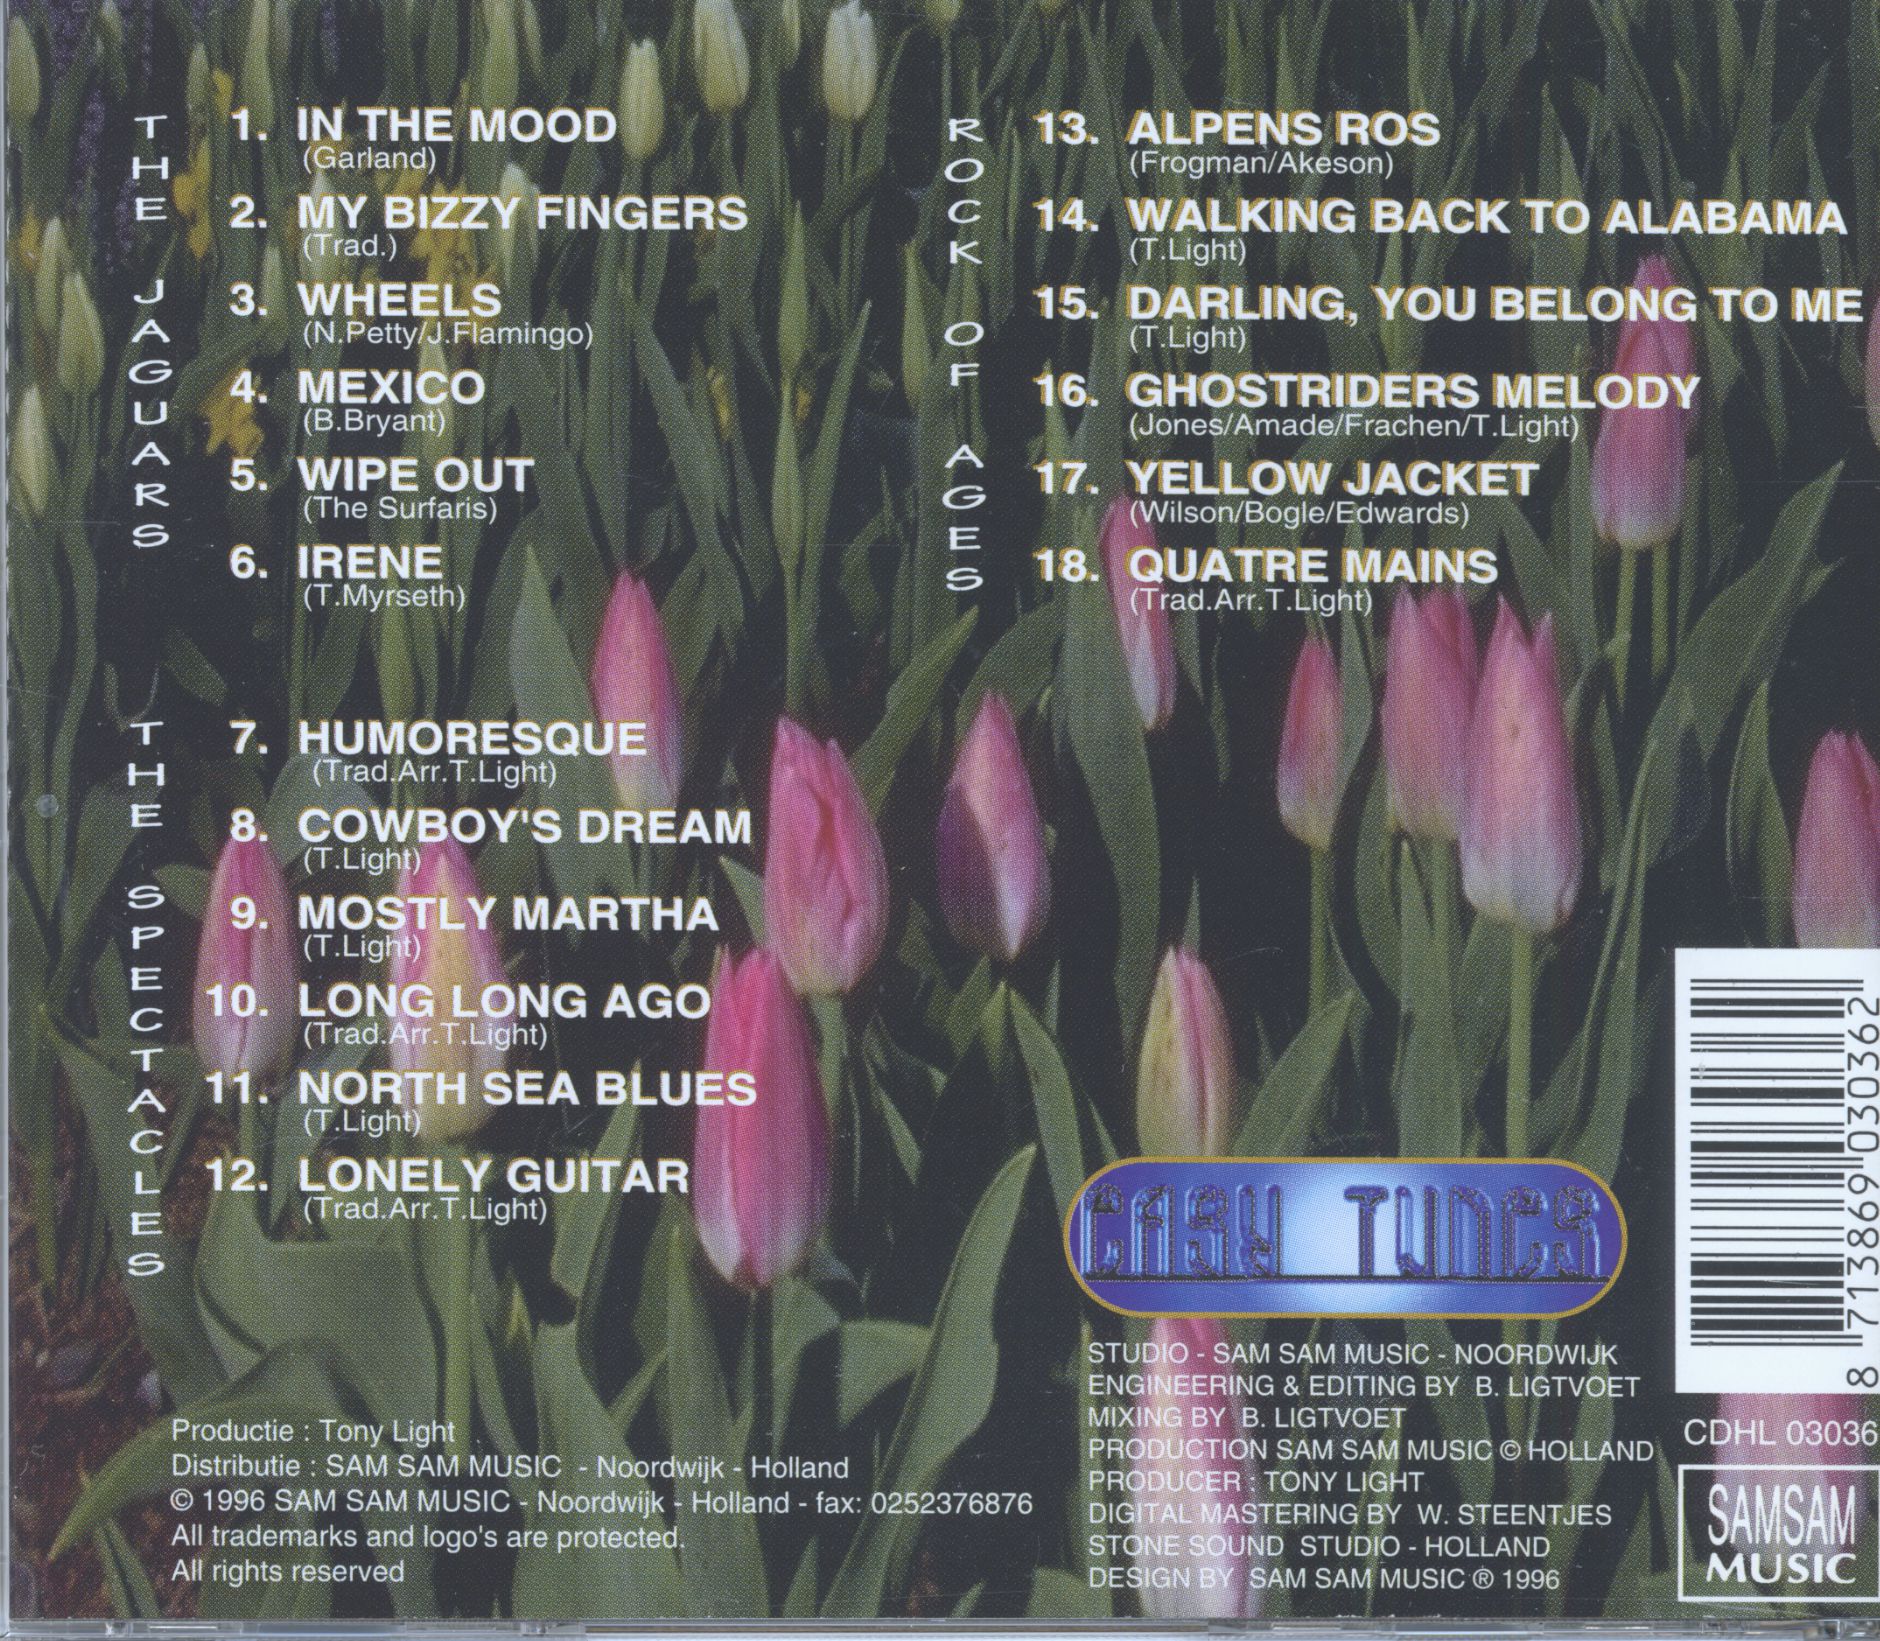 THE JAGUARS
1. IN THE MOOD
(Garland)
2. MY BIZZY FINGERS
(Trad.)
3. WHEELS
(N.Petty/J.Flamingo)
4. MEXICO
(B.Bryant)
5. WIPE OUT
(The Surfaris)
6. IRENE
(T.Myrseth)
THE SPECTACLES
7. HUMORESQUE
(Trad.Arr.T.Light)
8. COWBOY'S DREAM
(T.Light)
9. MOSTLY MARTHA
(T.Light)
10. LONG LONG AGO
(Trad.Arr.T.Light)
11. NORTH SEA BLUES
(T.Light)
12. LONELY GUITAR
(Trad.Arr.T.Light)
ROCK OF AGES
13. ALPENS ROS
(Frogman/Akeson)
14. WALKING BACK TO ALABAMA
(T.Light)
15. DARLING, YOU BELONG TO ME
(T.Light)
16. GHOSTRIDERS MELODY
(Jones/Amade/Frachen/T.Light)
17. YELLOW JACKET
(Wilson/Bogle/Edwards)
18. QUATRE MAINS
(Trad.Arr.T.Light)
Productie : Tony Light
Distributie : SAM SAM MUSIC - Noordwijk - Holland
© 1996 SAM SAM MUSIC - Noordwijk - Holland - fax: 0252376876
All trademarks and logo's are protected.
All rights reserved
EASY TUNES
STUDIO - SAM SAM MUSIC - NOORDWIJK
ENGINEERING & EDITING BY B. LIGTVOET
MIXING BY B. LIGTVOET
PRODUCTION SAM SAM MUSIC © HOLLAND
PRODUCER : TONY LIGHT
DIGITAL MASTERING BY W. STEENTJES
STONE SOUND STUDIO - HOLLAND
DESIGN BY SAM SAM MUSIC ® 1996
8 713869 030362
CDHL 03036
SAMSAM
MUSIC